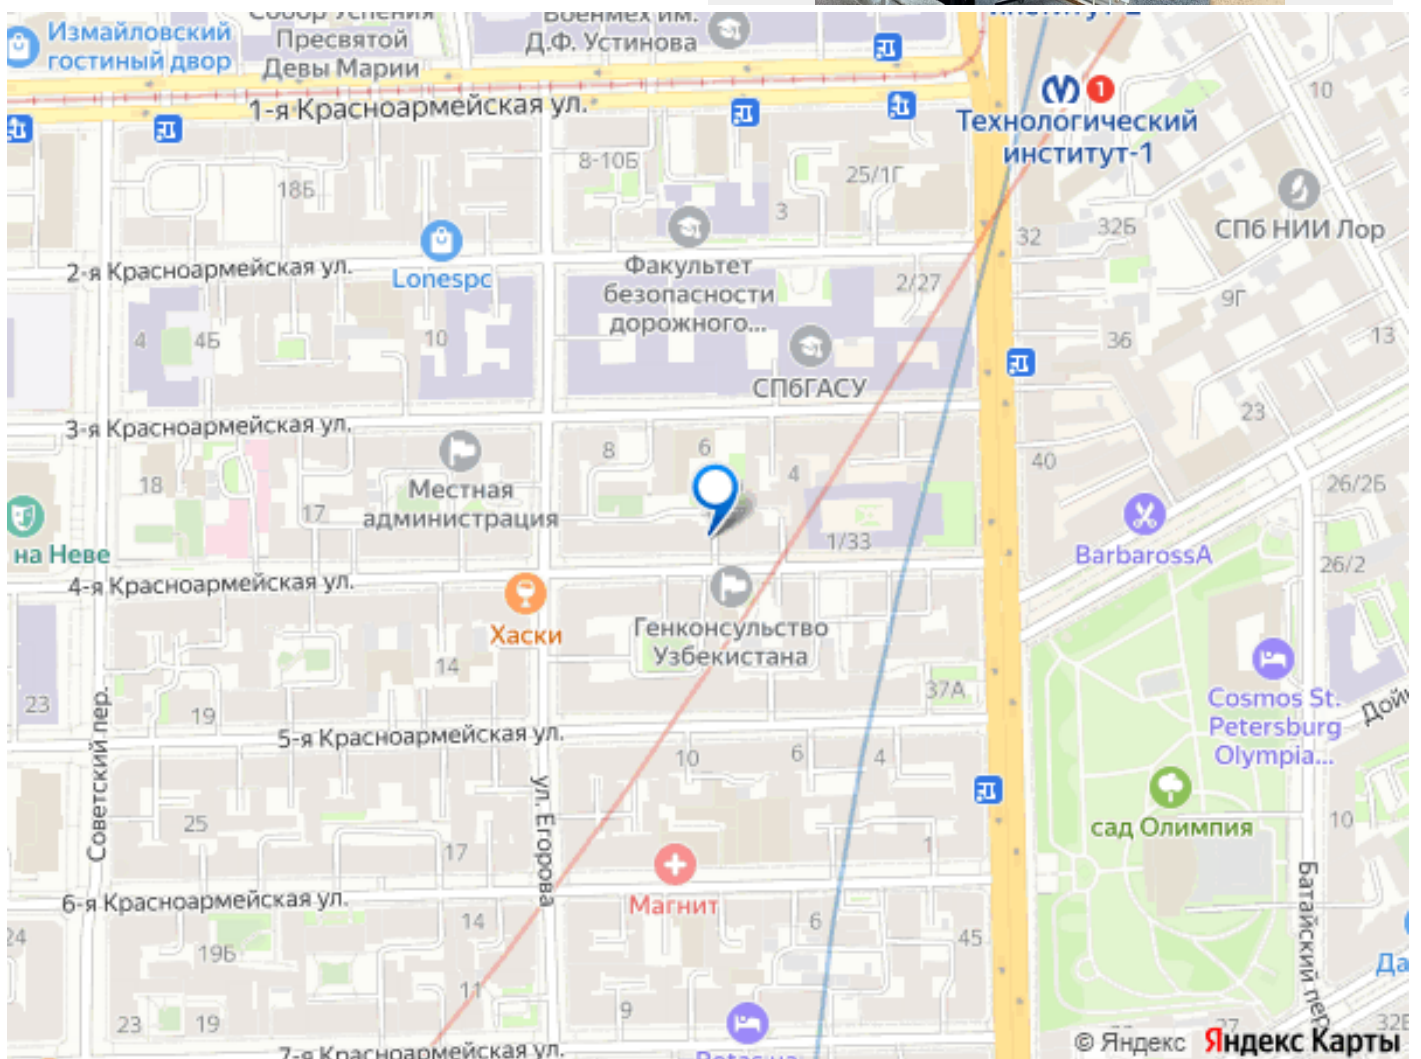 Измайловский
гостиный двор
Собор Успения
Пресвятой
Девы Марии
Военмех им.
Д.Ф. Устинова
институт-2
1-я Красноармейская ул.
1
Технологический
институт-1
10
8-10Б
25/1Г
18Б
3
32
32Б
СПб НИИ Лор
2-я Красноармейская ул.
Lonespc
Факультет
безопасности
дорожного...
2/27
9Г
4
4Б
10
36
13
СПбГАСУ
23
3-я Красноармейская ул.
8
6
4
40
18
17
Местная
администрация
26/2Б
на Неве
1/33
BarbarossA
26/2
4-я Красноармейская ул.
Хаски
Генконсульство
Узбекистана
14
37А
23
19
Cosmos St.
Petersburg
Olympia...
Советский пер.
5-я Красноармейская ул.
10
6
4
ул. Егорова
сад Олимпия
10
25
17
1
Батайский пер
6-я Красноармейская ул.
Магнит
14
6
45
24
19Б
11
9
23
19
7-я Красноармейская ул.
© Яндекс Яндекс Карты